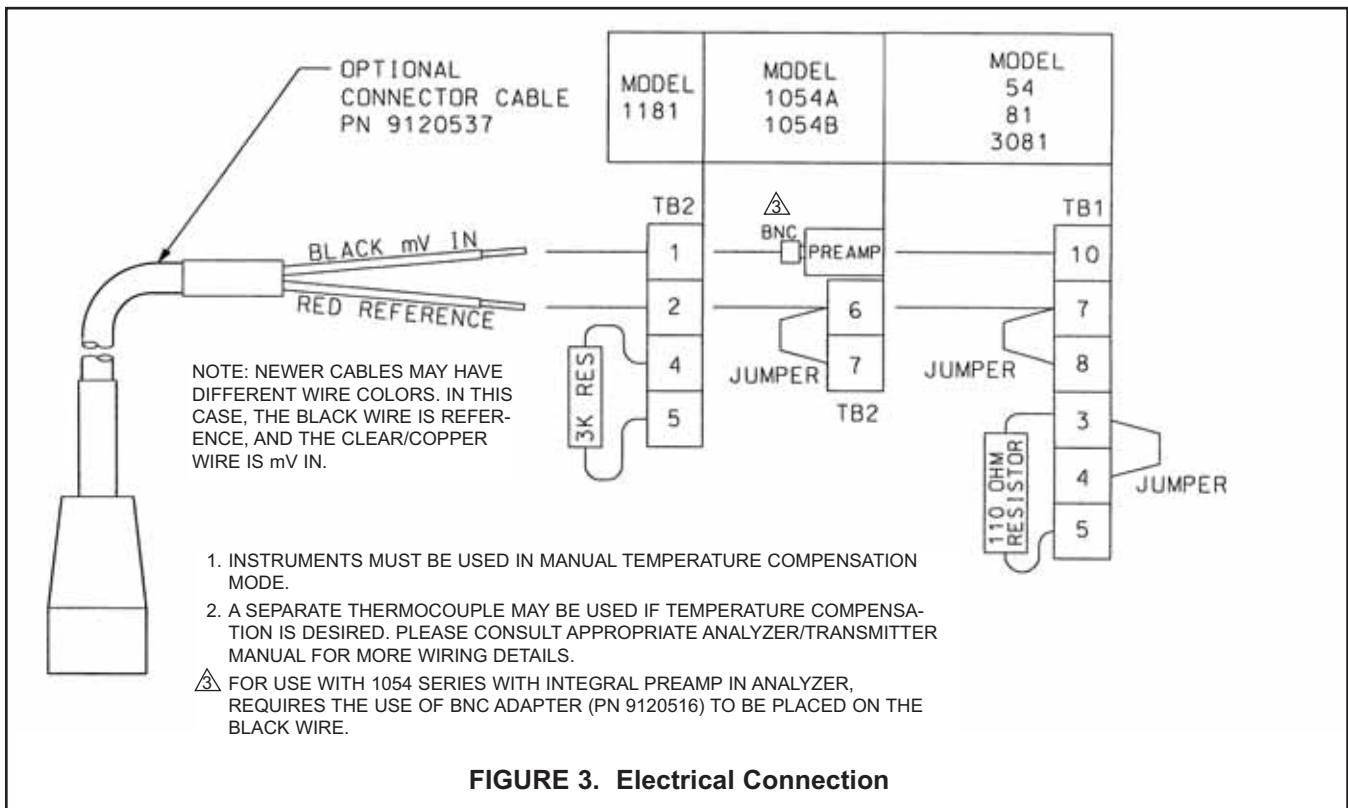 OPTIONAL
CONNECTOR CABLE
PN 9120537
MODEL
1181
MODEL
1054A
1054B
MODEL
54
81
3081
BLACK mV IN
RED REFERENCE
TB2
1
2
4
5
3K RES
3
BNC
PREAMP
6
7
JUMPER
TB2
TB1
10
7
8
3
4
5
JUMPER
110 OHM
RESISTOR
JUMPER
NOTE: NEWER CABLES MAY HAVE
DIFFERENT WIRE COLORS. IN THIS
CASE, THE BLACK WIRE IS REFER-
ENCE, AND THE CLEAR/COPPER
WIRE IS mV IN.
1. INSTRUMENTS MUST BE USED IN MANUAL TEMPERATURE COMPENSATION
MODE.
2. A SEPARATE THERMOCOUPLE MAY BE USED IF TEMPERATURE COMPENSA-
TION IS DESIRED. PLEASE CONSULT APPROPRIATE ANALYZER/TRANSMITTER
MANUAL FOR MORE WIRING DETAILS.
3 FOR USE WITH 1054 SERIES WITH INTEGRAL PREAMP IN ANALYZER,
REQUIRES THE USE OF BNC ADAPTER (PN 9120516) TO BE PLACED ON THE
BLACK WIRE.
FIGURE 3. Electrical Connection